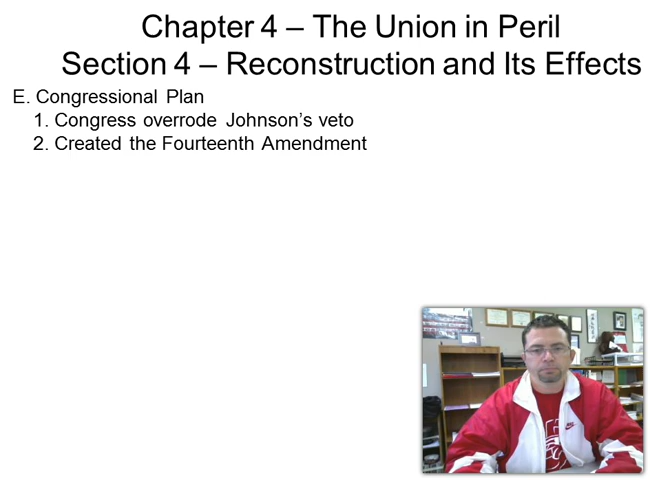 Chapter 4 – The Union in Peril
Section 4 – Reconstruction and Its Effects
E. Congressional Plan
1. Congress overrode Johnson's veto
2. Created the Fourteenth Amendment